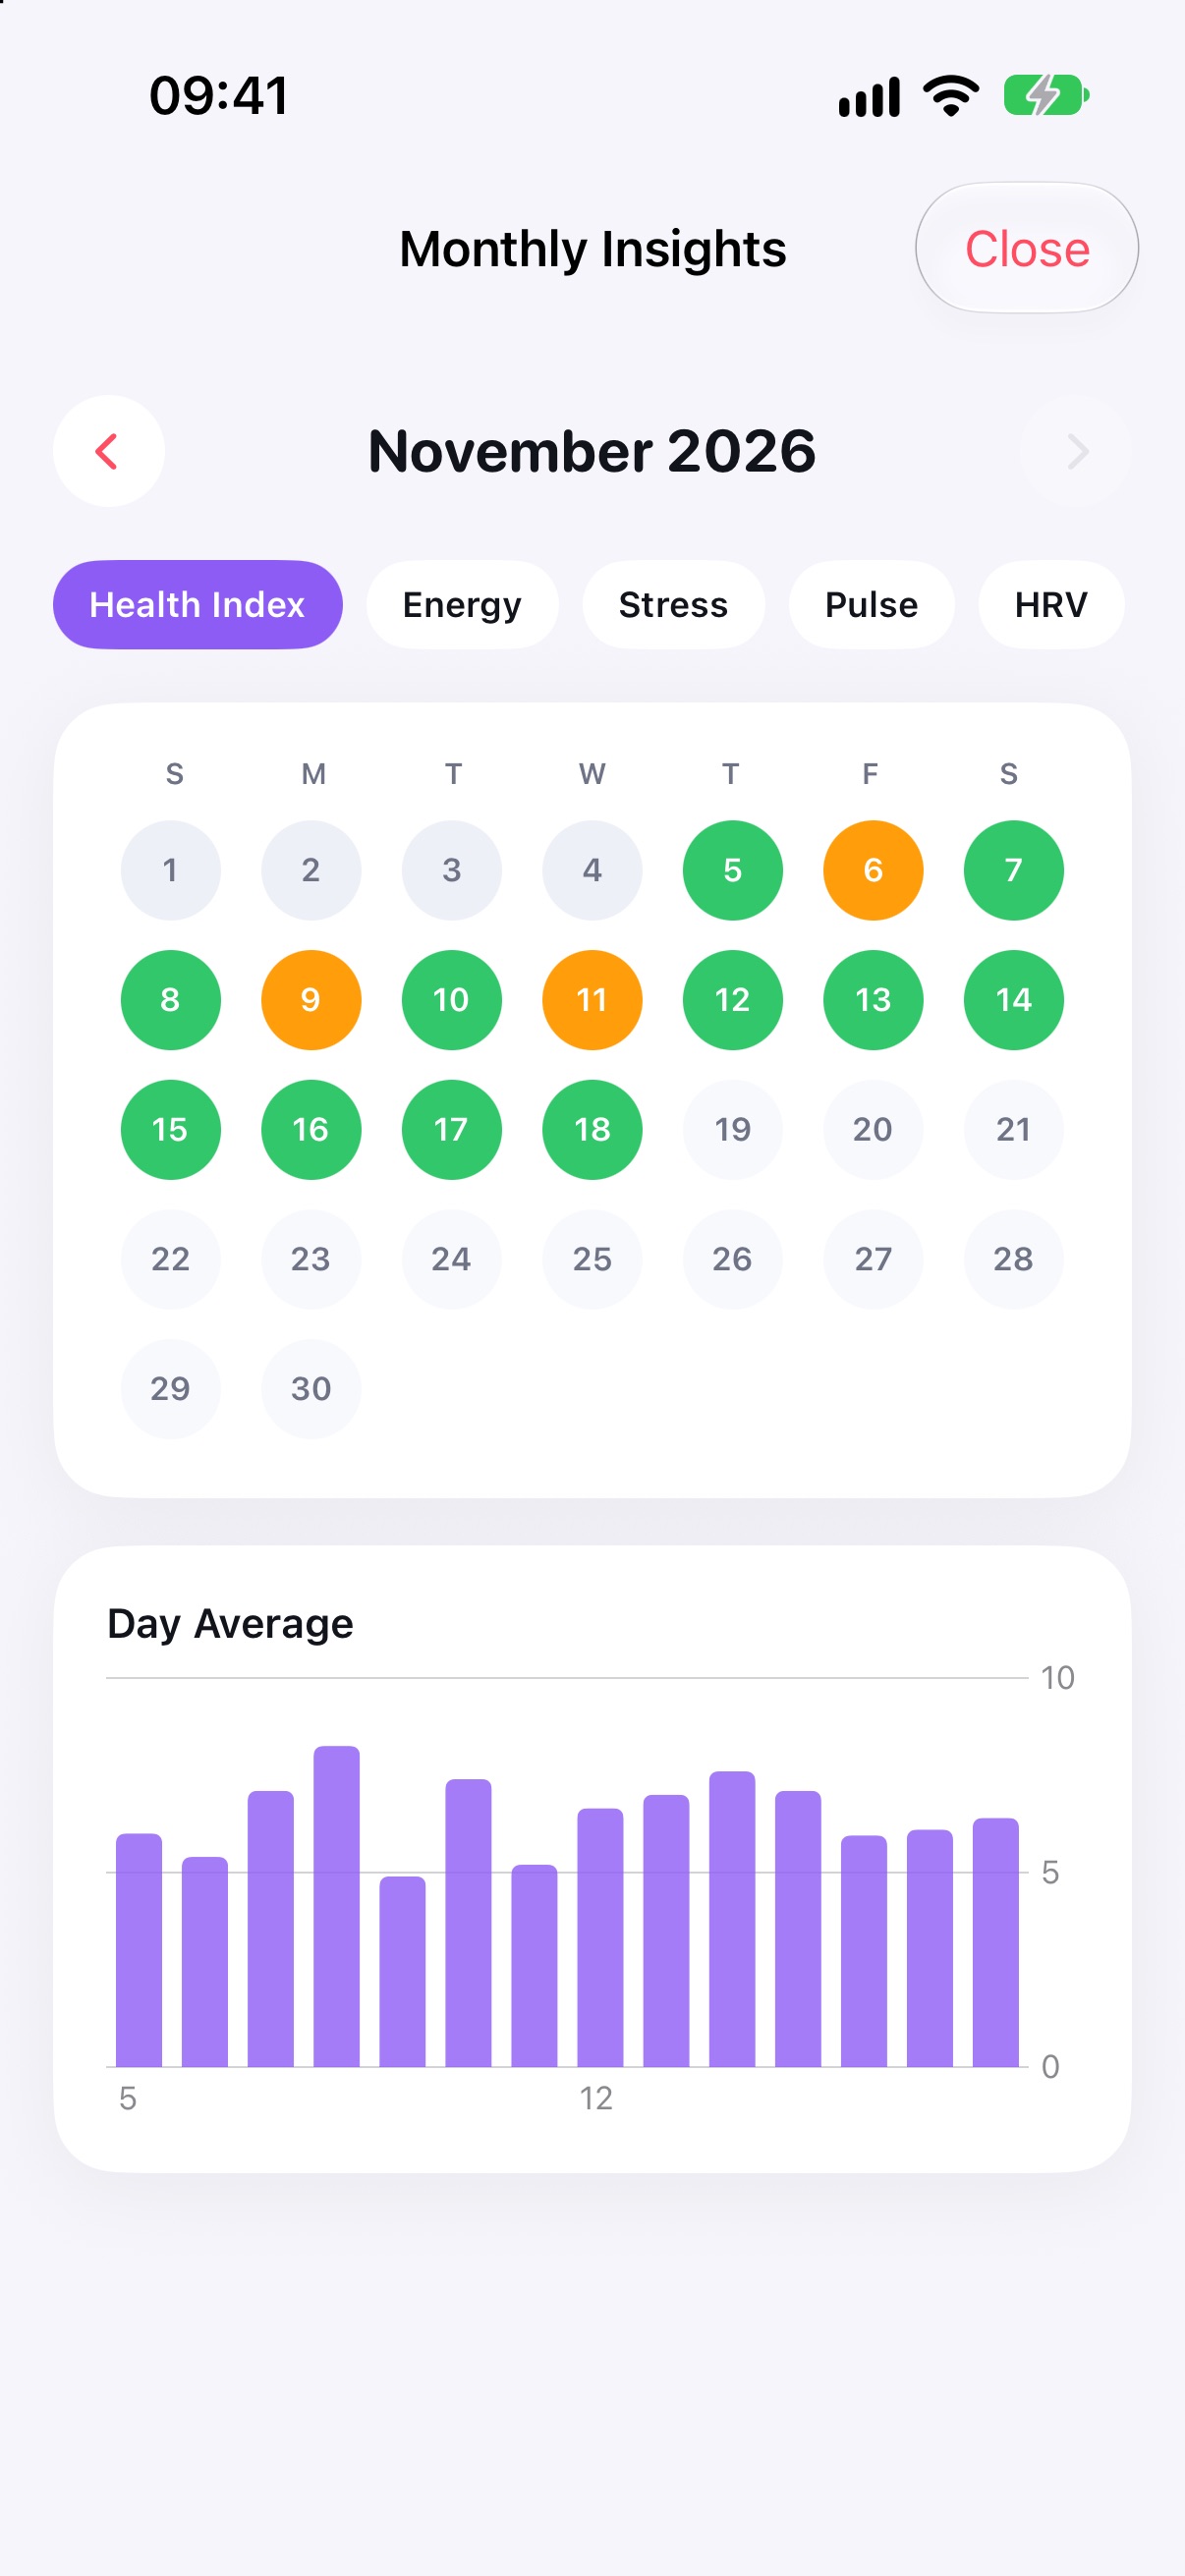 09:41
Monthly Insights Close
November 2026
Health Index Energy Stress Pulse HRV
S M T W T F S
1 2 3 4 5 6 7
8 9 10 11 12 13 14
15 16 17 18 19 20 21
22 23 24 25 26 27 28
29 30
Day Average
10
5
0
5 12